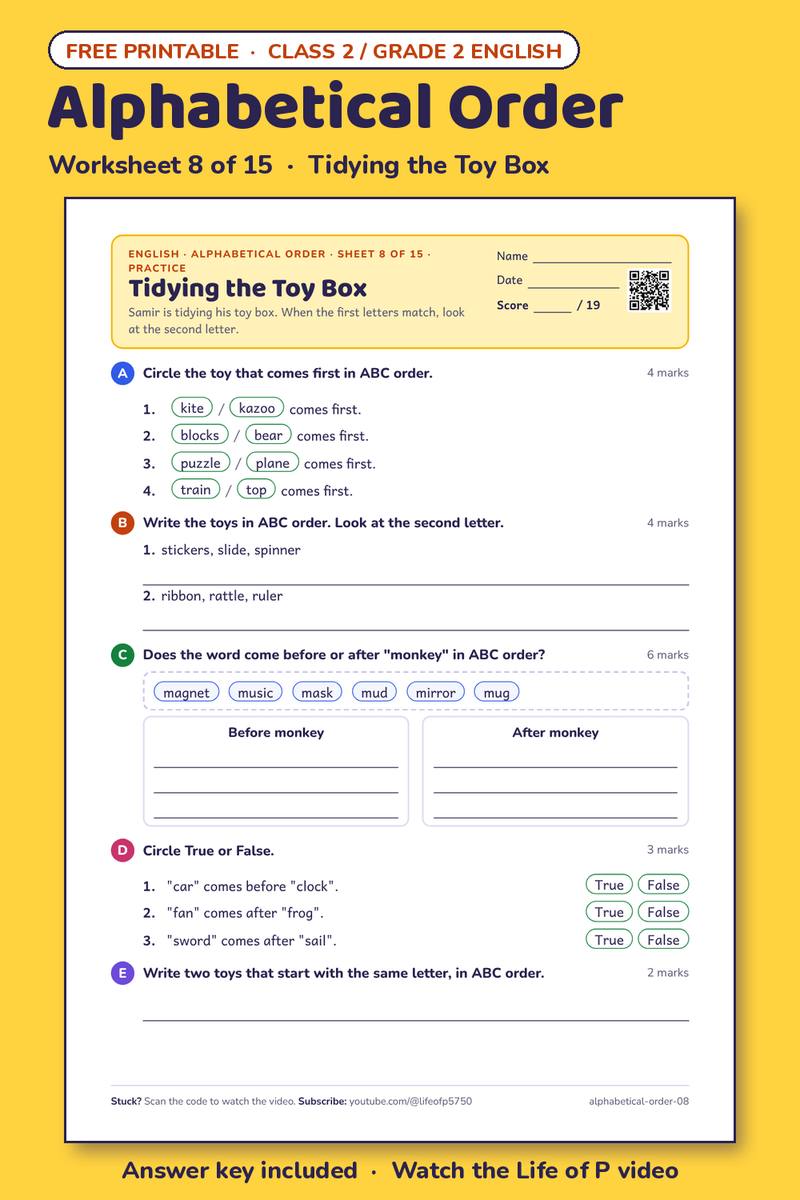 FREE PRINTABLE · CLASS 2 / GRADE 2 ENGLISH
Alphabetical Order
Worksheet 8 of 15 · Tidying the Toy Box
ENGLISH · ALPHABETICAL ORDER · SHEET 8 OF 15 ·
PRACTICE
Tidying the Toy Box
Samir is tidying his toy box. When the first letters match, look
at the second letter.
Name
Date
Score / 19
A Circle the toy that comes first in ABC order. 4 marks
1. kite / kazoo comes first.
2. blocks / bear comes first.
3. puzzle / plane comes first.
4. train / top comes first.
B Write the toys in ABC order. Look at the second letter. 4 marks
1. stickers, slide, spinner
2. ribbon, rattle, ruler
C Does the word come before or after "monkey" in ABC order? 6 marks
magnet music mask mud mirror mug
Before monkey After monkey
D Circle True or False. 3 marks
1. "car" comes before "clock". True False
2. "fan" comes after "frog". True False
3. "sword" comes after "sail". True False
E Write two toys that start with the same letter, in ABC order. 2 marks
Stuck? Scan the code to watch the video. Subscribe: youtube.com/@lifeofp5750 alphabetical-order-08
Answer key included · Watch the Life of P video